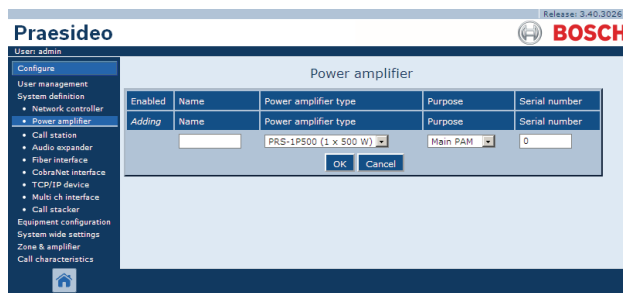 Release: 3.40.3026
Praesideo
BOSCH
User: admin
Configure
User management
System definition
• Network controller
• Power amplifier
• Call station
• Audio expander
• Fiber interface
• CobraNet interface
• TCP/IP device
• Multi ch interface
• Call stacker
Equipment configuration
System wide settings
Zone & amplifier
Call characteristics
Power amplifier
Enabled Name Power amplifier type Purpose Serial number
Adding Name Power amplifier type Purpose Serial number
PRS-1P500 (1 x 500 W) Main PAM 0
OK Cancel